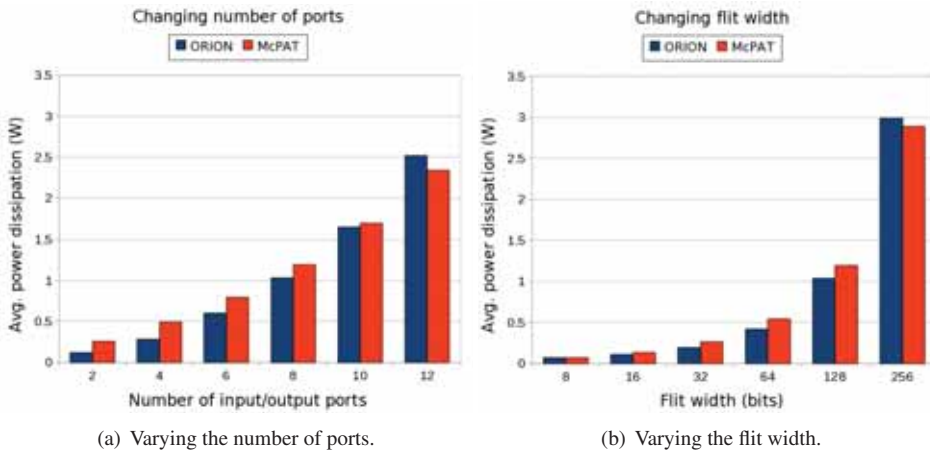 Changing number of ports
ORION McPAT
3.5
3
2.5
2
1.5
1
0.5
0
Avg. power dissipation (W)
2 4 6 8 10 12
Number of input/output ports
(a) Varying the number of ports.
Changing flit width
ORION McPAT
3.5
3
2.5
2
1.5
1
0.5
0
Avg. power dissipation (W)
8 16 32 64 128 256
Flit width (bits)
(b) Varying the flit width.